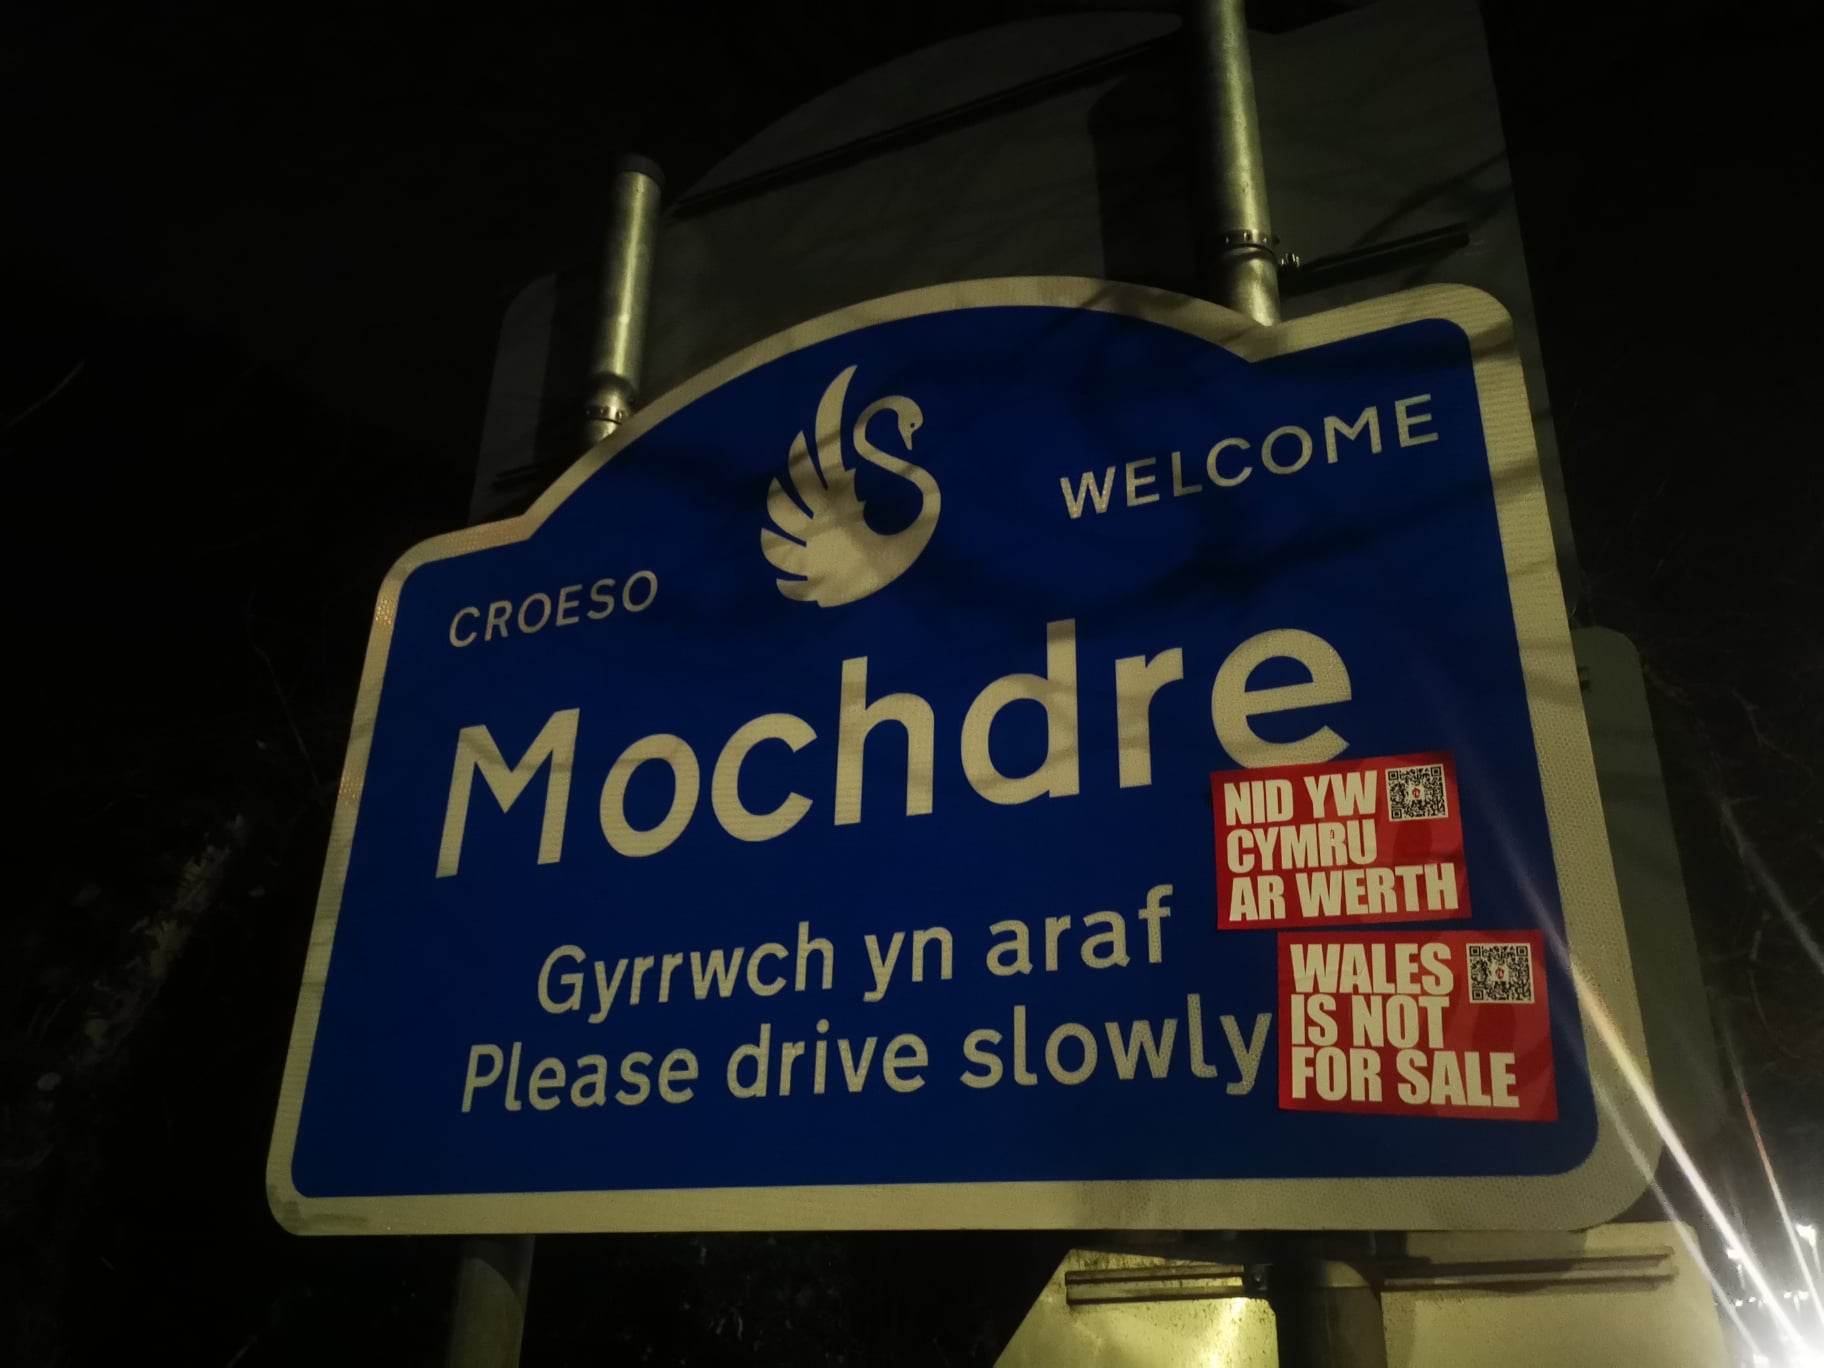 CROESO
WELCOME
Mochdre
Gyrrwch yn araf
Please drive slowly
NID YW
CYMRU
AR WERTH
WALES
IS NOT
FOR SALE